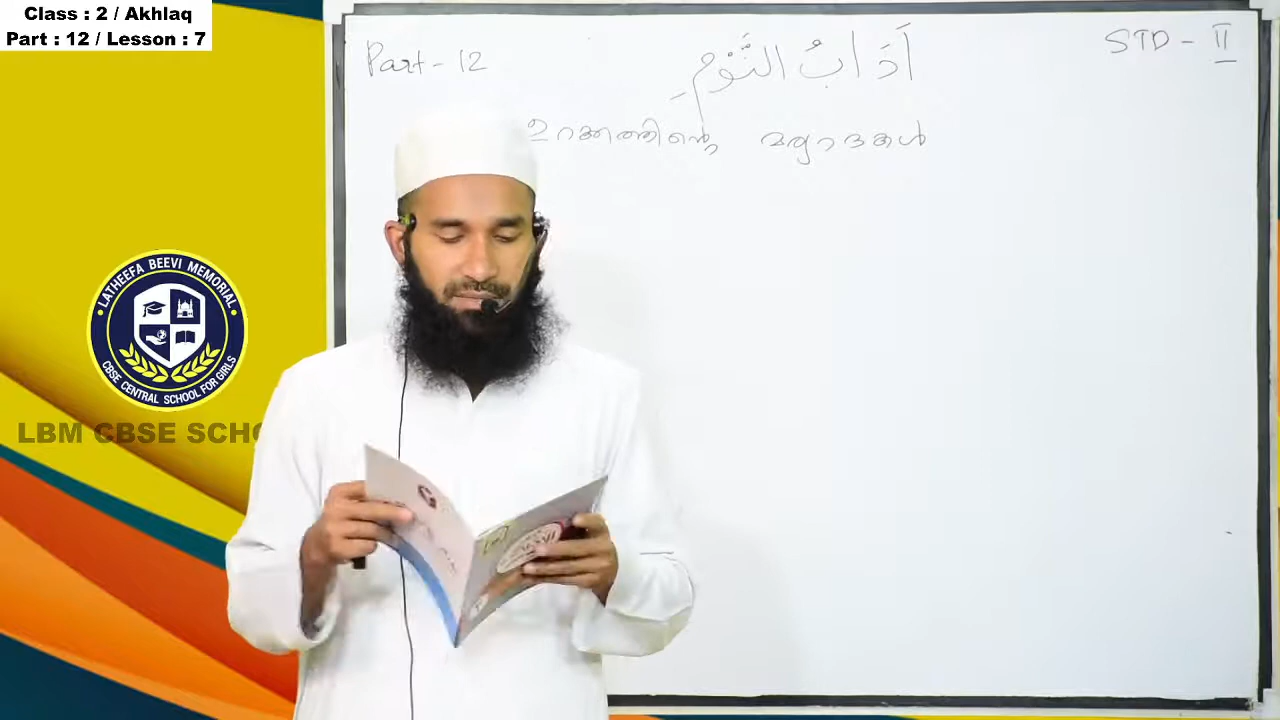 Class : 2 / Akhlaq
Part : 12 / Lesson : 7
Part - 12
آدَابُ النَّوْمِ
STD - II
ഉറക്കത്തിന്റെ മര്യാദകൾ
LATHEEFA BEEVI MEMORIAL
CBSE CENTRAL SCHOOL FOR GIRLS
LBM CBSE SCHO